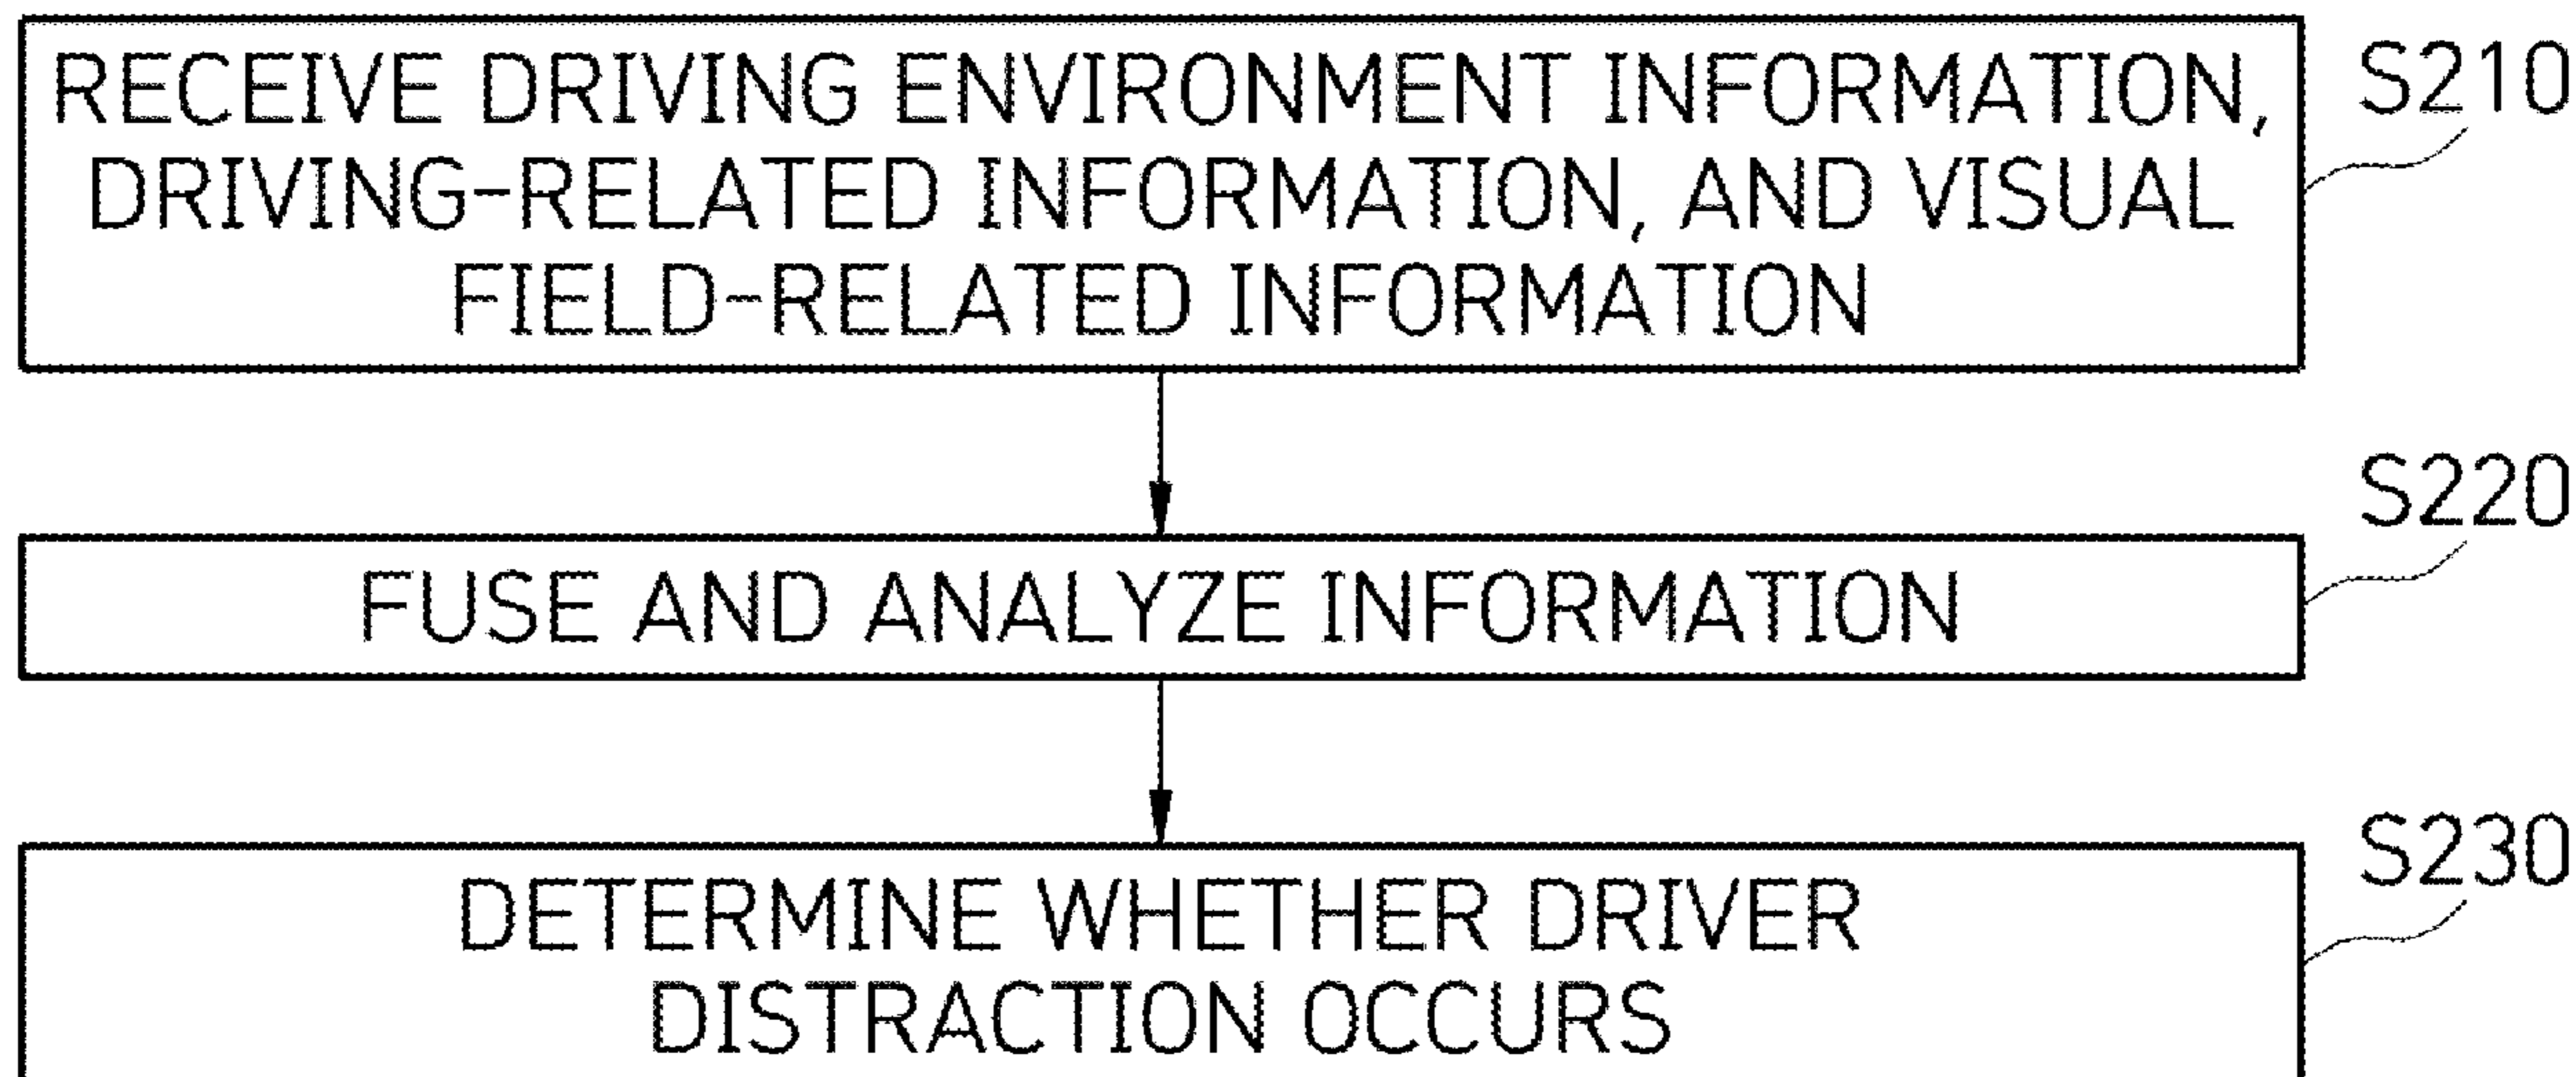 RECEIVE DRIVING ENVIRONMENT INFORMATION,
DRIVING-RELATED INFORMATION, AND VISUAL
FIELD-RELATED INFORMATION
S210
FUSE AND ANALYZE INFORMATION
S220
DETERMINE WHETHER DRIVER
DISTRACTION OCCURS
S230